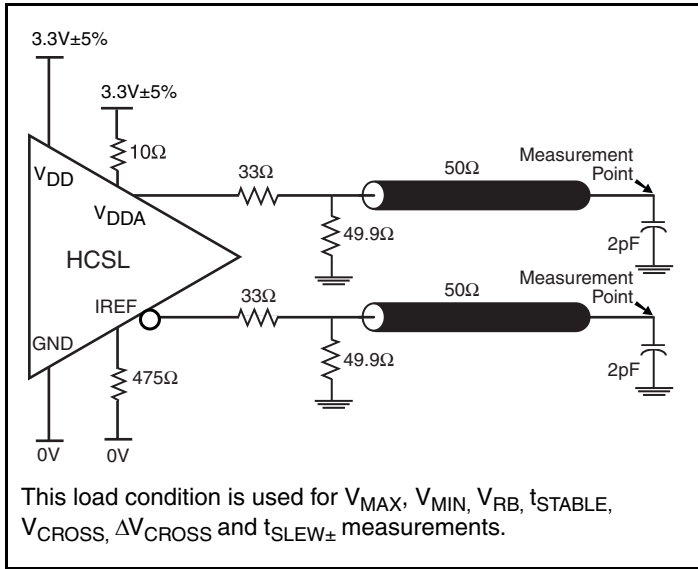 3.3V±5%
3.3V±5%
10Ω
33Ω
50Ω
Measurement
Point
VDD
VDDA
49.9Ω
2pF
HCSL
33Ω
50Ω
Measurement
Point
IREF
GND
49.9Ω
2pF
475Ω
0V
0V
This load condition is used for VMAX, VMIN, VRB, tSTABLE,
VCROSS, ΔVCROSS and tSLEW± measurements.